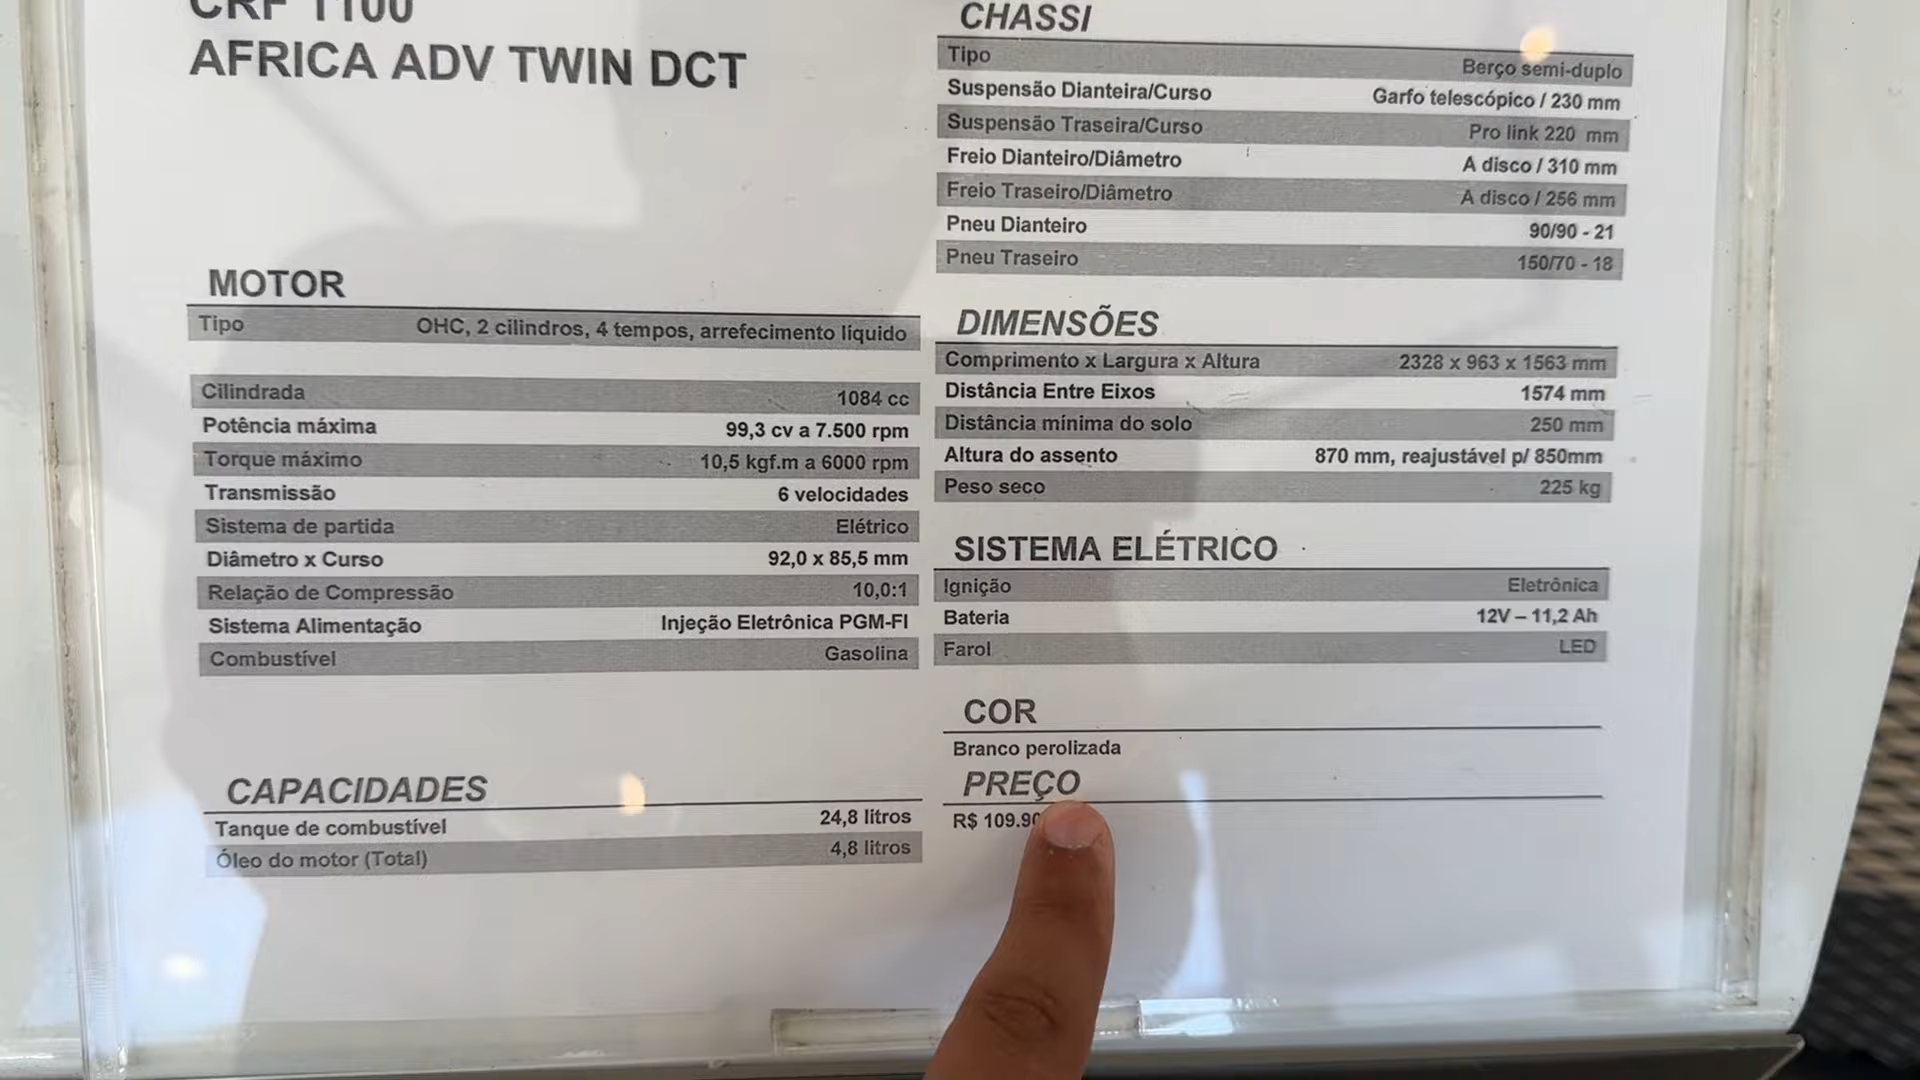 CRF 1100
AFRICA ADV TWIN DCT
MOTOR
Tipo OHC, 2 cilindros, 4 tempos, arrefecimento líquido
Cilindrada 1084 cc
Potência máxima 99,3 cv a 7.500 rpm
Torque máximo 10,5 kgf.m a 6000 rpm
Transmissão 6 velocidades
Sistema de partida Elétrico
Diâmetro x Curso 92,0 x 85,5 mm
Relação de Compressão 10,0:1
Sistema Alimentação Injeção Eletrônica PGM-FI
Combustível Gasolina
CAPACIDADES
Tanque de combustível 24,8 litros
Óleo do motor (Total) 4,8 litros
CHASSI
Tipo Berço semi-duplo
Suspensão Dianteira/Curso Garfo telescópico / 230 mm
Suspensão Traseira/Curso Pro link 220 mm
Freio Dianteiro/Diâmetro A disco / 310 mm
Freio Traseiro/Diâmetro A disco / 256 mm
Pneu Dianteiro 90/90 - 21
Pneu Traseiro 150/70 - 18
DIMENSÕES
Comprimento x Largura x Altura 2328 x 963 x 1563 mm
Distância Entre Eixos 1574 mm
Distância mínima do solo 250 mm
Altura do assento 870 mm, reajustável p/ 850mm
Peso seco 225 kg
SISTEMA ELÉTRICO
Ignição Eletrônica
Bateria 12V – 11,2 Ah
Farol LED
COR
Branco perolizada
PREÇO
R$ 109.90